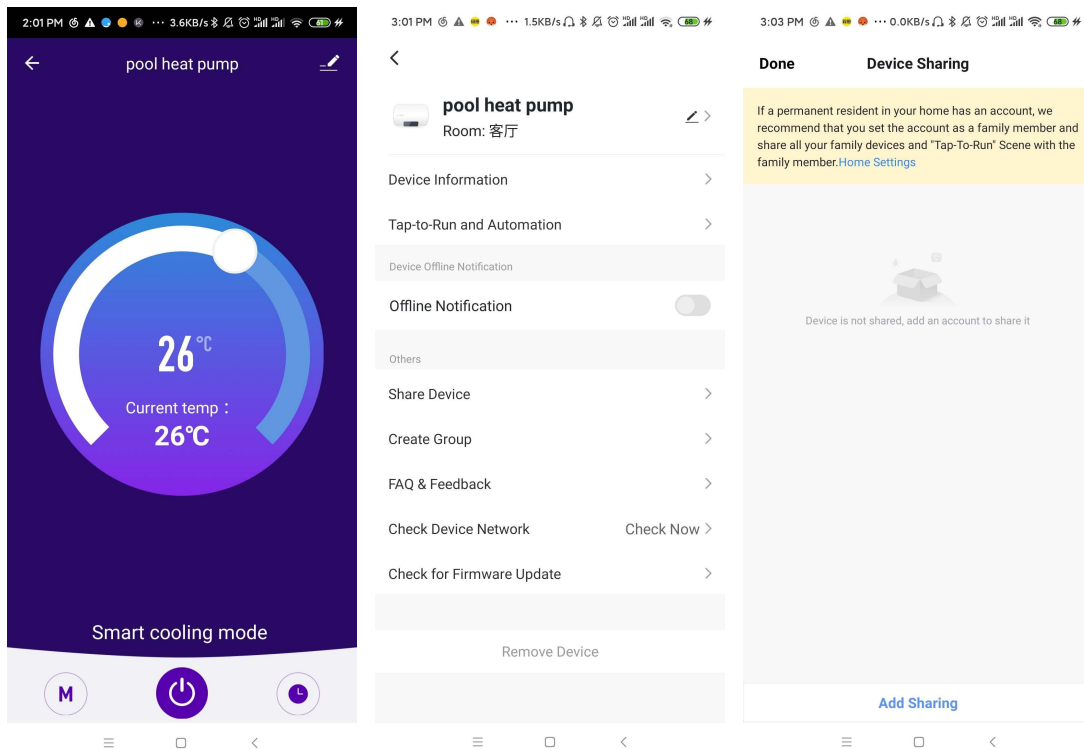 2:01 PM
3.6KB/s
61
pool heat pump
26℃
Current temp：
26℃
Smart cooling mode
M
3:01 PM
1.5KB/s
68
pool heat pump
Room: 客厅
Device Information
Tap-to-Run and Automation
Device Offline Notification
Offline Notification
Others
Share Device
Create Group
FAQ & Feedback
Check Device Network
Check Now
Check for Firmware Update
Remove Device
3:03 PM
0.0KB/s
68
Done
Device Sharing
If a permanent resident in your home has an account, we
recommend that you set the account as a family member and
share all your family devices and "Tap-To-Run" Scene with the
family member.Home Settings
Device is not shared, add an account to share it
Add Sharing